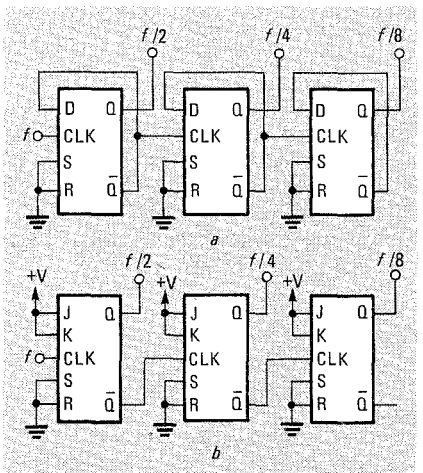 f/2 f/4 f/8
D Q D Q D Q
f CLK CLK CLK
S S S
R Q̅ R Q̅ R Q̅
a
f/2 f/4 f/8
+V +V +V
J Q J Q J Q
K K K
f CLK CLK CLK
S S S
R Q̅ R Q̅ R Q̅
b